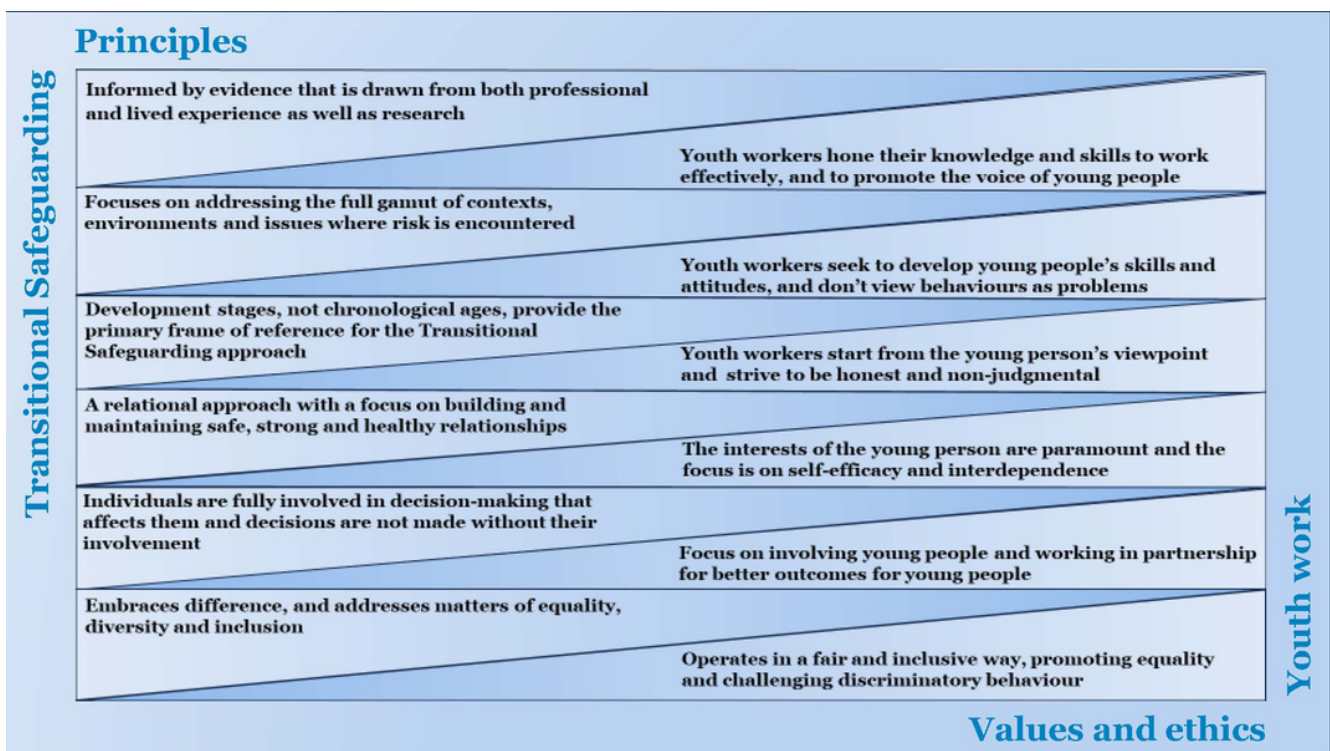 Principles
Transitional Safeguarding
Informed by evidence that is drawn from both professional
and lived experience as well as research
Youth workers hone their knowledge and skills to work
effectively, and to promote the voice of young people
Focuses on addressing the full gamut of contexts,
environments and issues where risk is encountered
Youth workers seek to develop young people's skills and
attitudes, and don't view behaviours as problems
Development stages, not chronological ages, provide the
primary frame of reference for the Transitional
Safeguarding approach
Youth workers start from the young person's viewpoint
and strive to be honest and non-judgmental
A relational approach with a focus on building and
maintaining safe, strong and healthy relationships
The interests of the young person are paramount and the
focus is on self-efficacy and interdependence
Individuals are fully involved in decision-making that
affects them and decisions are not made without their
involvement
Focus on involving young people and working in partnership
for better outcomes for young people
Embraces difference, and addresses matters of equality,
diversity and inclusion
Operates in a fair and inclusive way, promoting equality
and challenging discriminatory behaviour
Youth work
Values and ethics